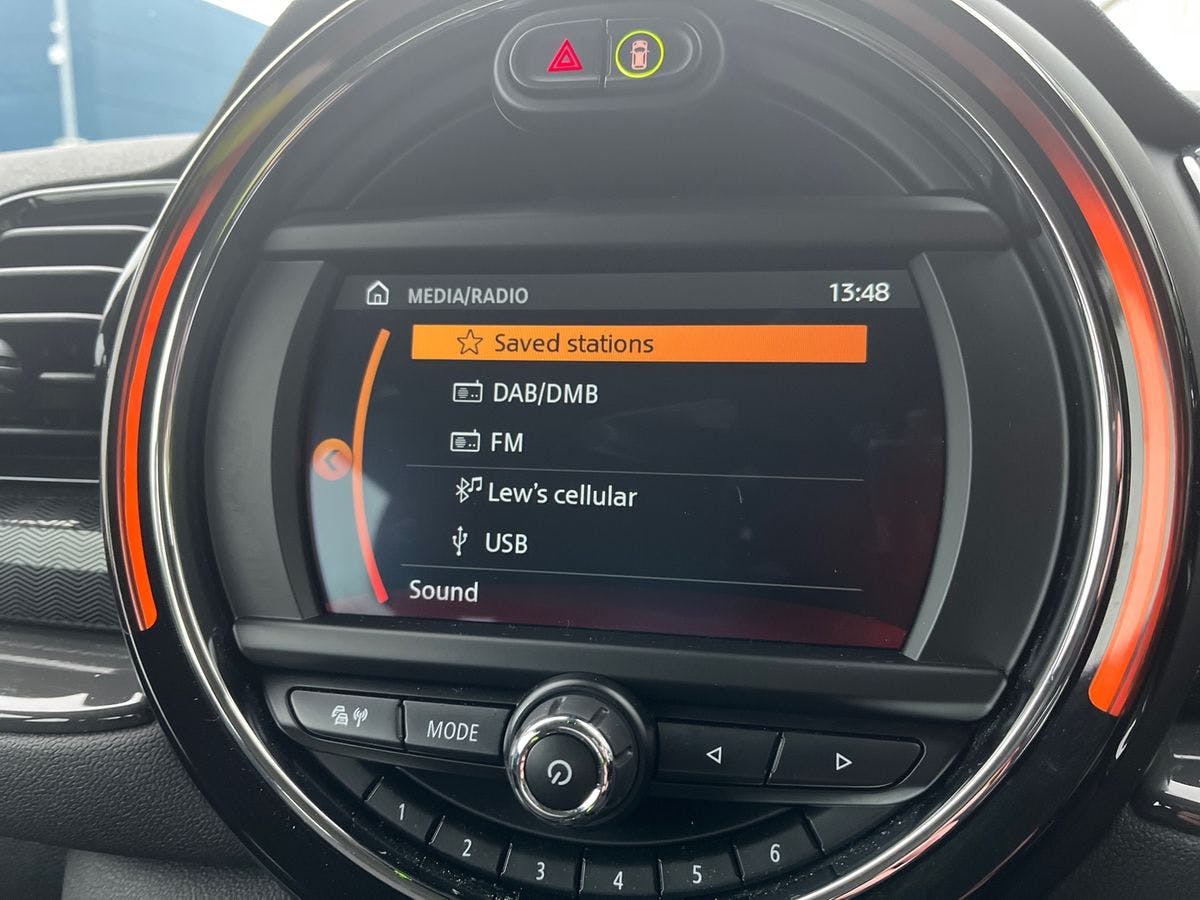 MEDIA/RADIO 13:48
Saved stations
DAB/DMB
FM
Lew's cellular
USB
Sound
MODE
1 2 3 4 5 6